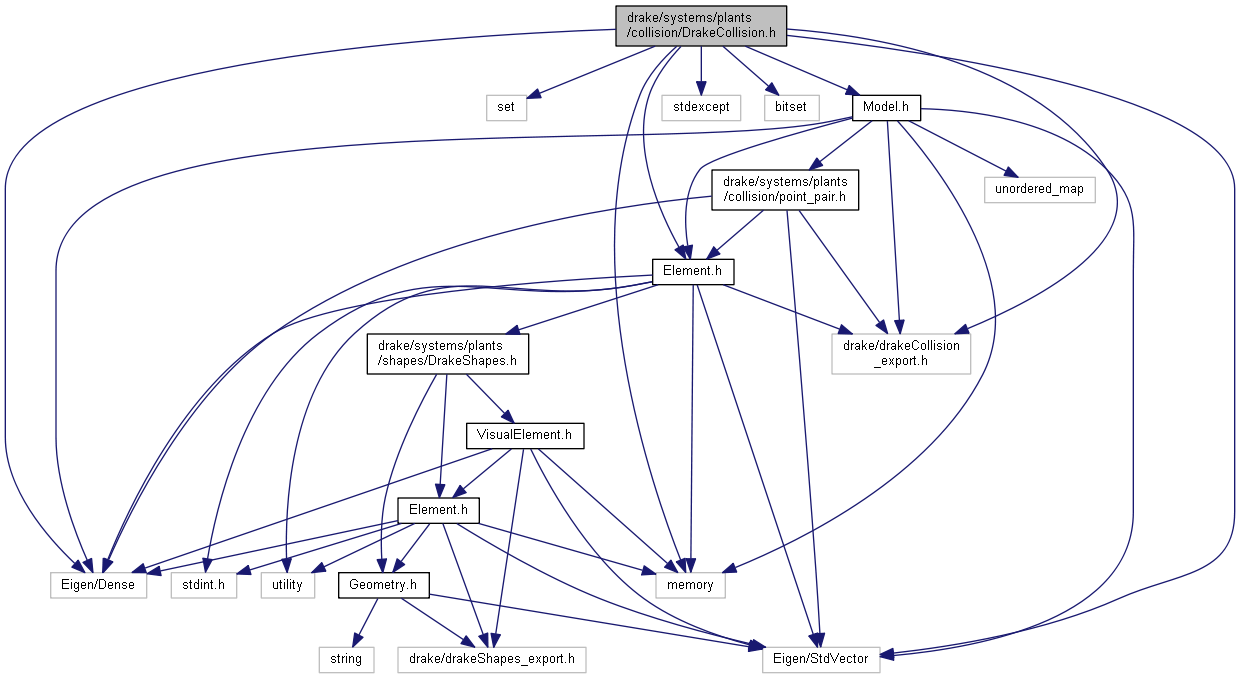 drake/systems/plants
/collision/DrakeCollision.h
set
stdexcept
bitset
Model.h
drake/systems/plants
/collision/point_pair.h
unordered_map
Element.h
drake/systems/plants
/shapes/DrakeShapes.h
drake/drakeCollision
_export.h
VisualElement.h
Element.h
Eigen/Dense
stdint.h
utility
Geometry.h
memory
string
drake/drakeShapes_export.h
Eigen/StdVector